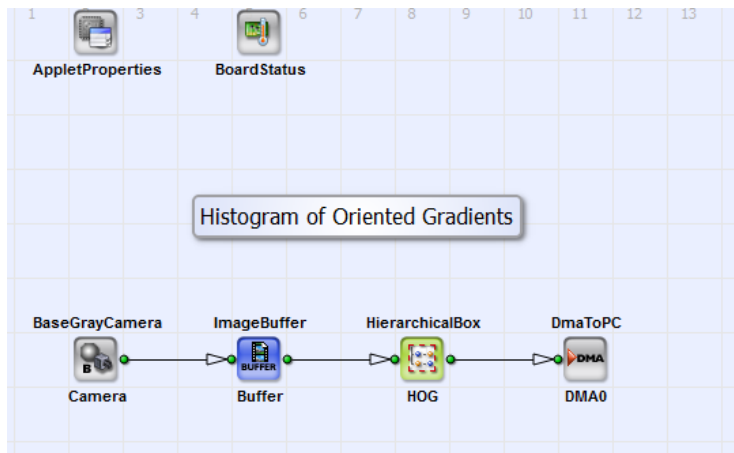 1 2 3 4 5 6 7 8 9 10 11 12 13
AppletProperties BoardStatus
Histogram of Oriented Gradients
BaseGrayCamera ImageBuffer HierarchicalBox DmaToPC
B BUFFER DMA
Camera Buffer HOG DMA0